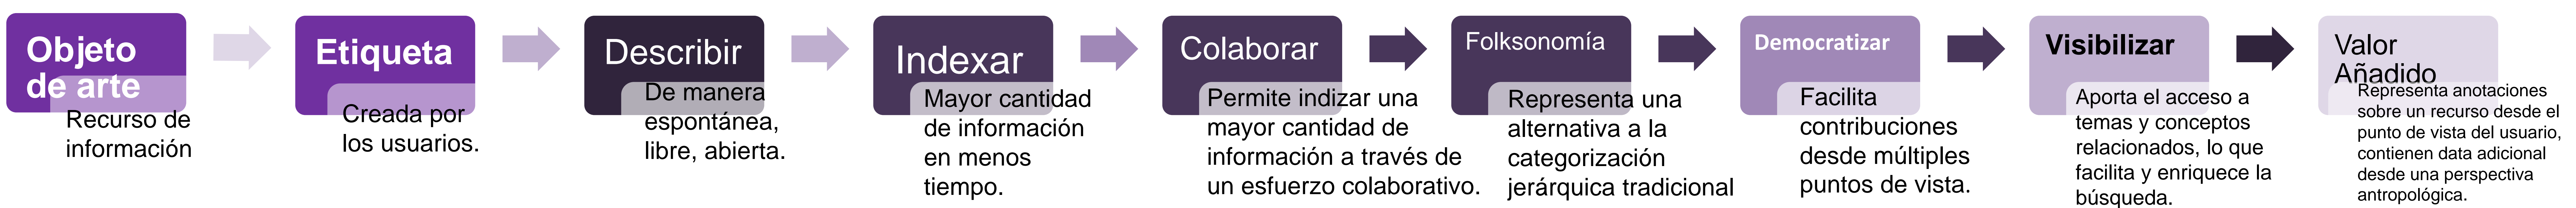 Objeto
de arte
Recurso de
información
Etiqueta
Creada por
los usuarios.
Describir
De manera
espontánea,
libre, abierta.
Indexar
Mayor cantidad
de información
en menos
tiempo.
Colaborar
Permite indizar una
mayor cantidad de
información a través de
un esfuerzo colaborativo.
Folksonomía
Representa una
alternativa a la
categorización
jerárquica tradicional
Democratizar
Facilita
contribuciones
desde múltiples
puntos de vista.
Visibilizar
Aporta el acceso a
temas y conceptos
relacionados, lo que
facilita y enriquece la
búsqueda.
Valor
Añadido
Representa anotaciones
sobre un recurso desde el
punto de vista del usuario,
contienen data adicional
desde una perspectiva
antropológica.